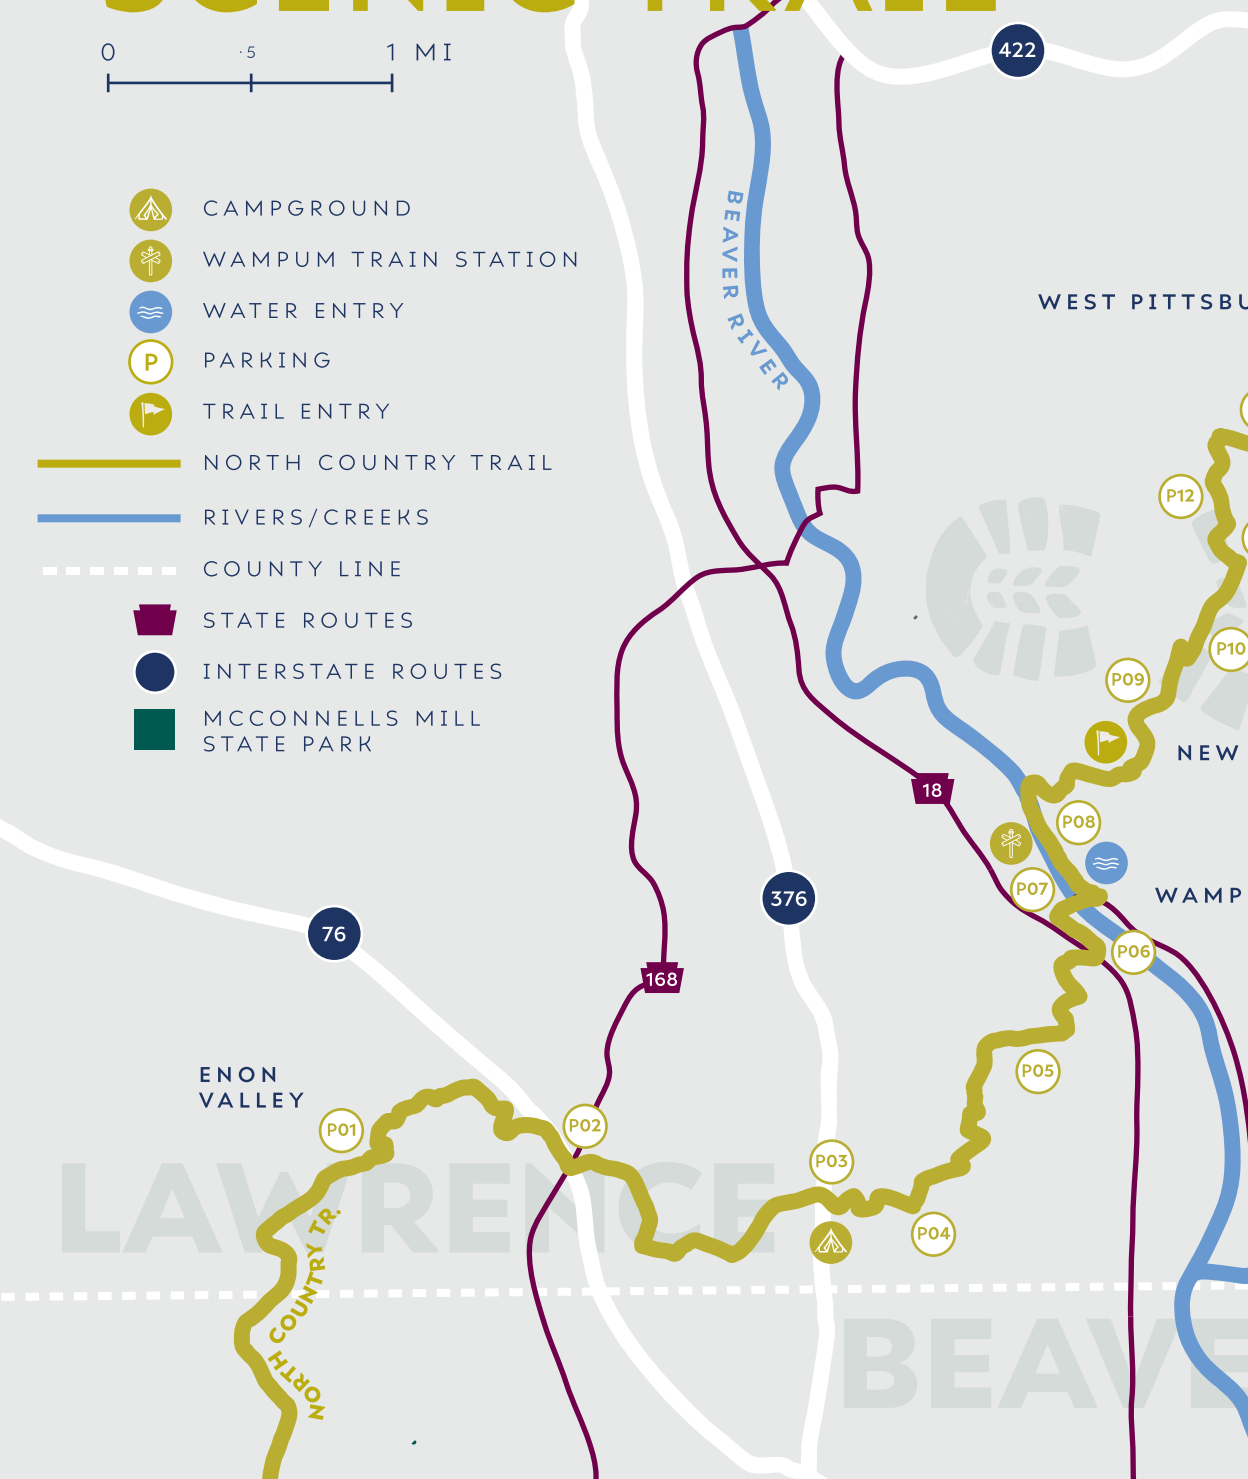 SCENIC TRAIL
0 .5 1 MI
422
CAMPGROUND
WAMPUM TRAIN STATION
WATER ENTRY
P PARKING
TRAIL ENTRY
NORTH COUNTRY TRAIL
RIVERS/CREEKS
COUNTY LINE
STATE ROUTES
INTERSTATE ROUTES
MCCONNELLS MILL
STATE PARK
BEAVER RIVER
WEST PITTSBU
P12
P10
P09
NEW
18
P08
P07
WAMP
376
76
P06
168
P05
ENON
VALLEY
P01
P02
P03
LAWRENCE
P04
NORTH COUNTRY TR.
BEAVE